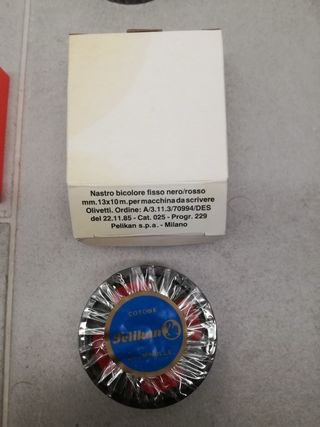 Nastro bicolore fisso nero/rosso
mm.13x10m.per macchina da scrivere
Olivetti. Ordine: A/3.11.3/70994/DES
del 22.11.85 - Cat. 025 - Progr. 229
Pelikan s.p.a. - Milano
COTONE
Pelikan